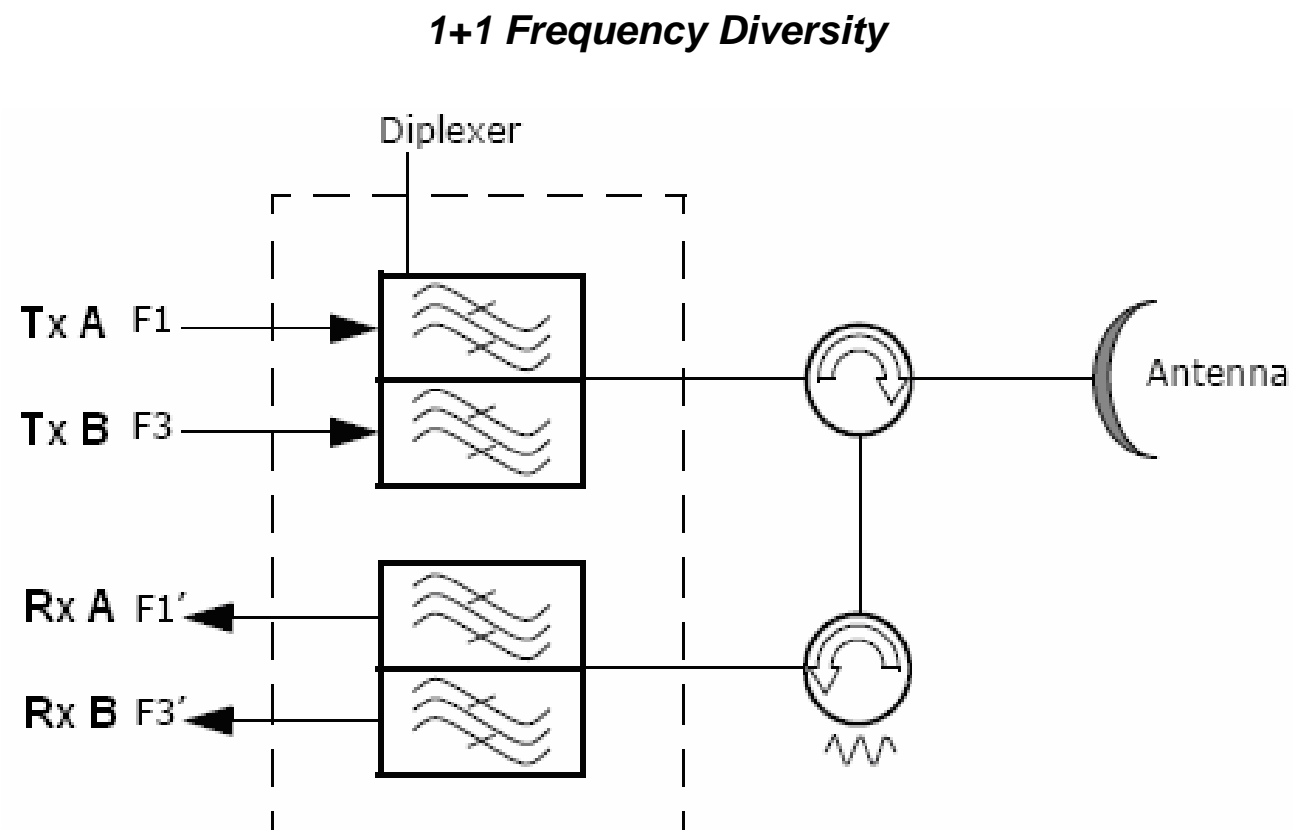 1+1 Frequency Diversity
Diplexer
Tx A F1
Antenna
Tx B F3
Rx A F1′
Rx B F3′